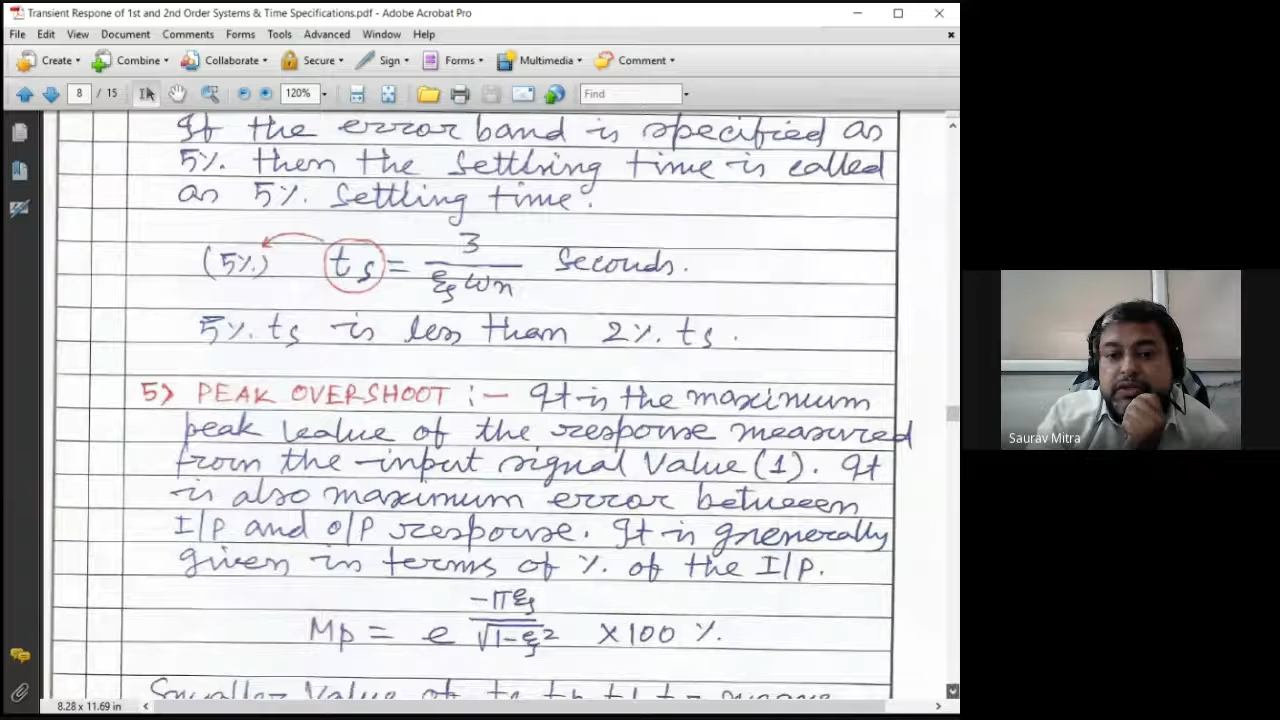 Transient Respone of 1st and 2nd Order Systems & Time Specifications.pdf - Adobe Acrobat Pro
File Edit View Document Comments Forms Tools Advanced Window Help
Create Combine Collaborate Secure Sign Forms Multimedia Comment
8 / 15 120% Find
If the error band is specified as
5% then the settling time is called
as 5% settling time.
(5%) ts = 3/ξωn seconds.
5% ts is less than 2% ts.
5) PEAK OVERSHOOT :- It is the maximum
peak value of the response measured
from the input signal value (1). It
is also maximum error between
I/P and O/P response. It is gnenerally
given in terms of % of the I/P.
Mp = e^(-πξ/√1-ξ²) × 100 %.
Smaller value of
8.28 x 11.69 in
Saurav Mitra